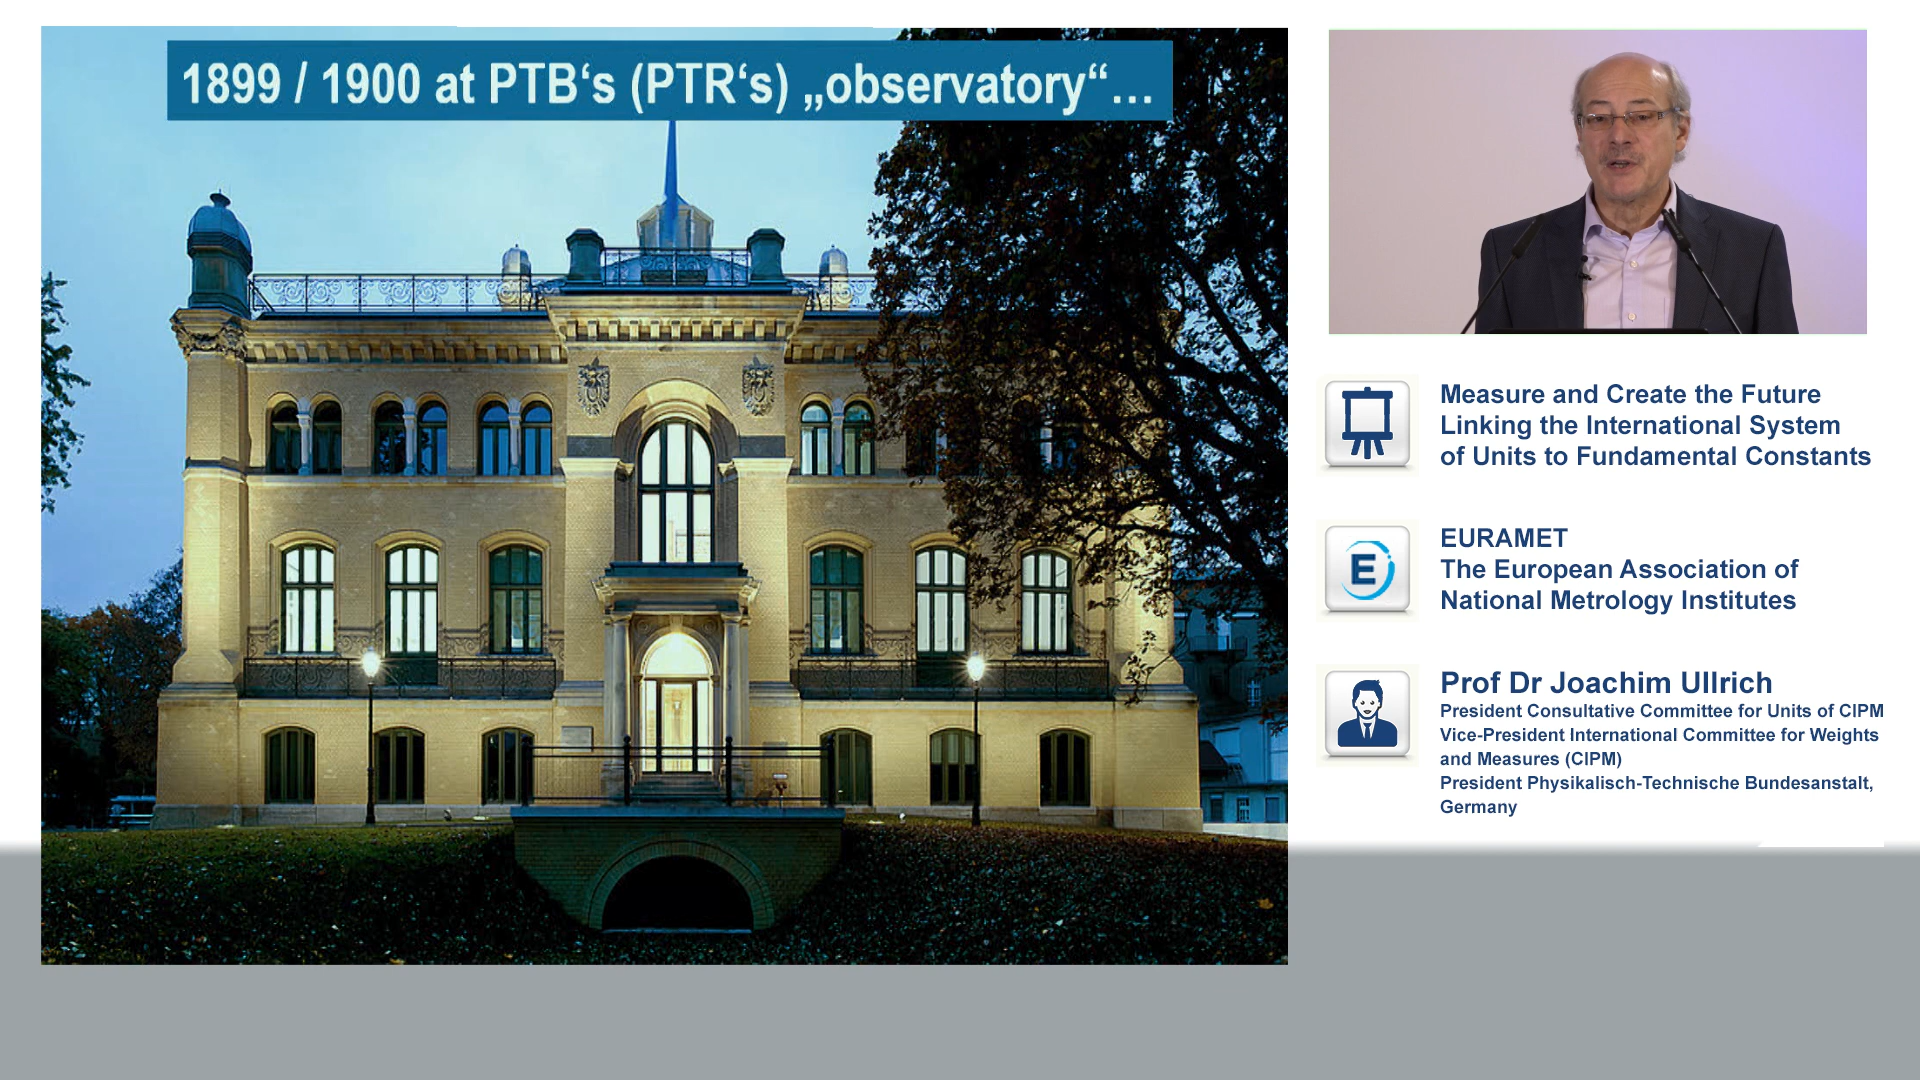 1899 / 1900 at PTB‘s (PTR‘s) „observatory“…
Measure and Create the Future
Linking the International System
of Units to Fundamental Constants
E
EURAMET
The European Association of
National Metrology Institutes
Prof Dr Joachim Ullrich
President Consultative Committee for Units of CIPM
Vice-President International Committee for Weights
and Measures (CIPM)
President Physikalisch-Technische Bundesanstalt,
Germany